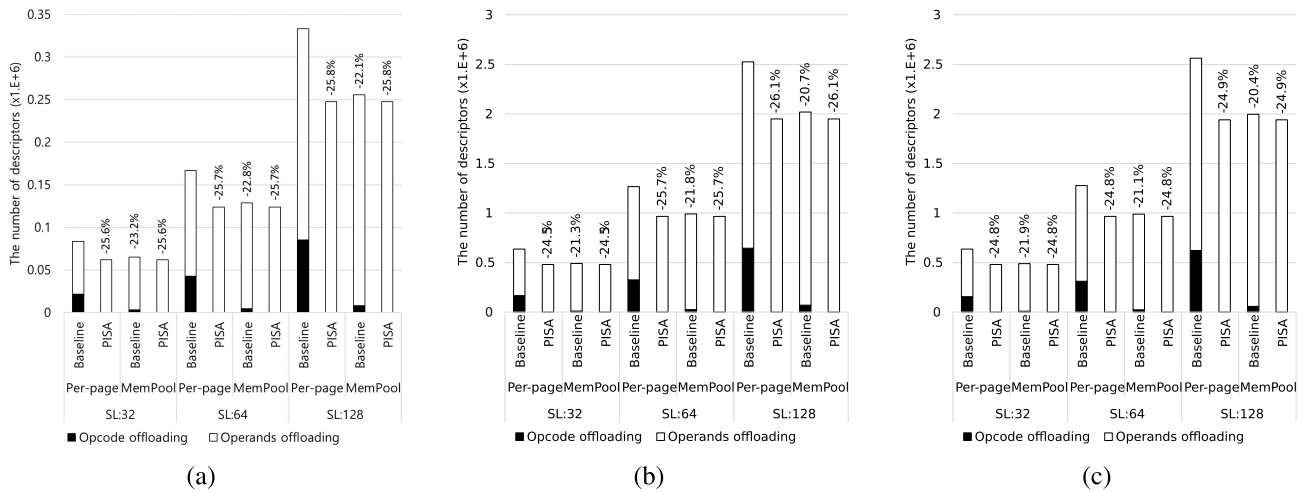 The number of descriptors (x1.E+6)
0.35
0.3
0.25
0.2
0.15
0.1
0.05
0
-25.6%
-23.2%
-25.6%
-25.7%
-22.8%
-25.7%
-25.8%
-22.1%
-25.8%
Baseline PISA Baseline PISA Baseline PISA Baseline PISA Baseline PISA Baseline PISA
Per-page MemPool Per-page MemPool Per-page MemPool
SL:32 SL:64 SL:128
Opcode offloading Operands offloading
(a)
The number of descriptors (x1.E+6)
3
2.5
2
1.5
1
0.5
0
-24.5%
-21.3%
-24.5%
-25.7%
-21.8%
-25.7%
-26.1%
-20.7%
-26.1%
Baseline PISA Baseline PISA Baseline PISA Baseline PISA Baseline PISA Baseline PISA
Per-page MemPool Per-page MemPool Per-page MemPool
SL:32 SL:64 SL:128
Opcode offloading Operands offloading
(b)
The number of descriptors (x1.E+6)
3
2.5
2
1.5
1
0.5
0
-24.8%
-21.9%
-24.8%
-24.8%
-21.1%
-24.8%
-24.9%
-20.4%
-24.9%
Baseline PISA Baseline PISA Baseline PISA Baseline PISA Baseline PISA Baseline PISA
Per-page MemPool Per-page MemPool Per-page MemPool
SL:32 SL:64 SL:128
Opcode offloading Operands offloading
(c)